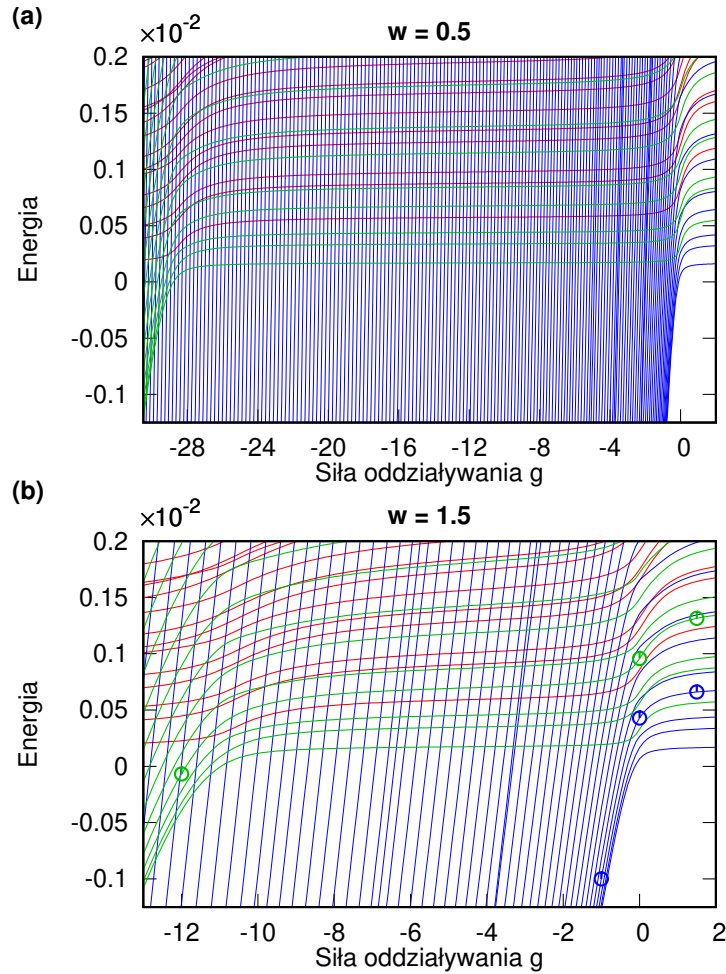 (a)
×10⁻²
w = 0.5
0.2
0.15
0.1
0.05
0
-0.05
-0.1
Energia
-28 -24 -20 -16 -12 -8 -4 0
Siła oddziaływania g
(b)
×10⁻²
w = 1.5
0.2
0.15
0.1
0.05
0
-0.05
-0.1
Energia
-12 -10 -8 -6 -4 -2 0 2
Siła oddziaływania g